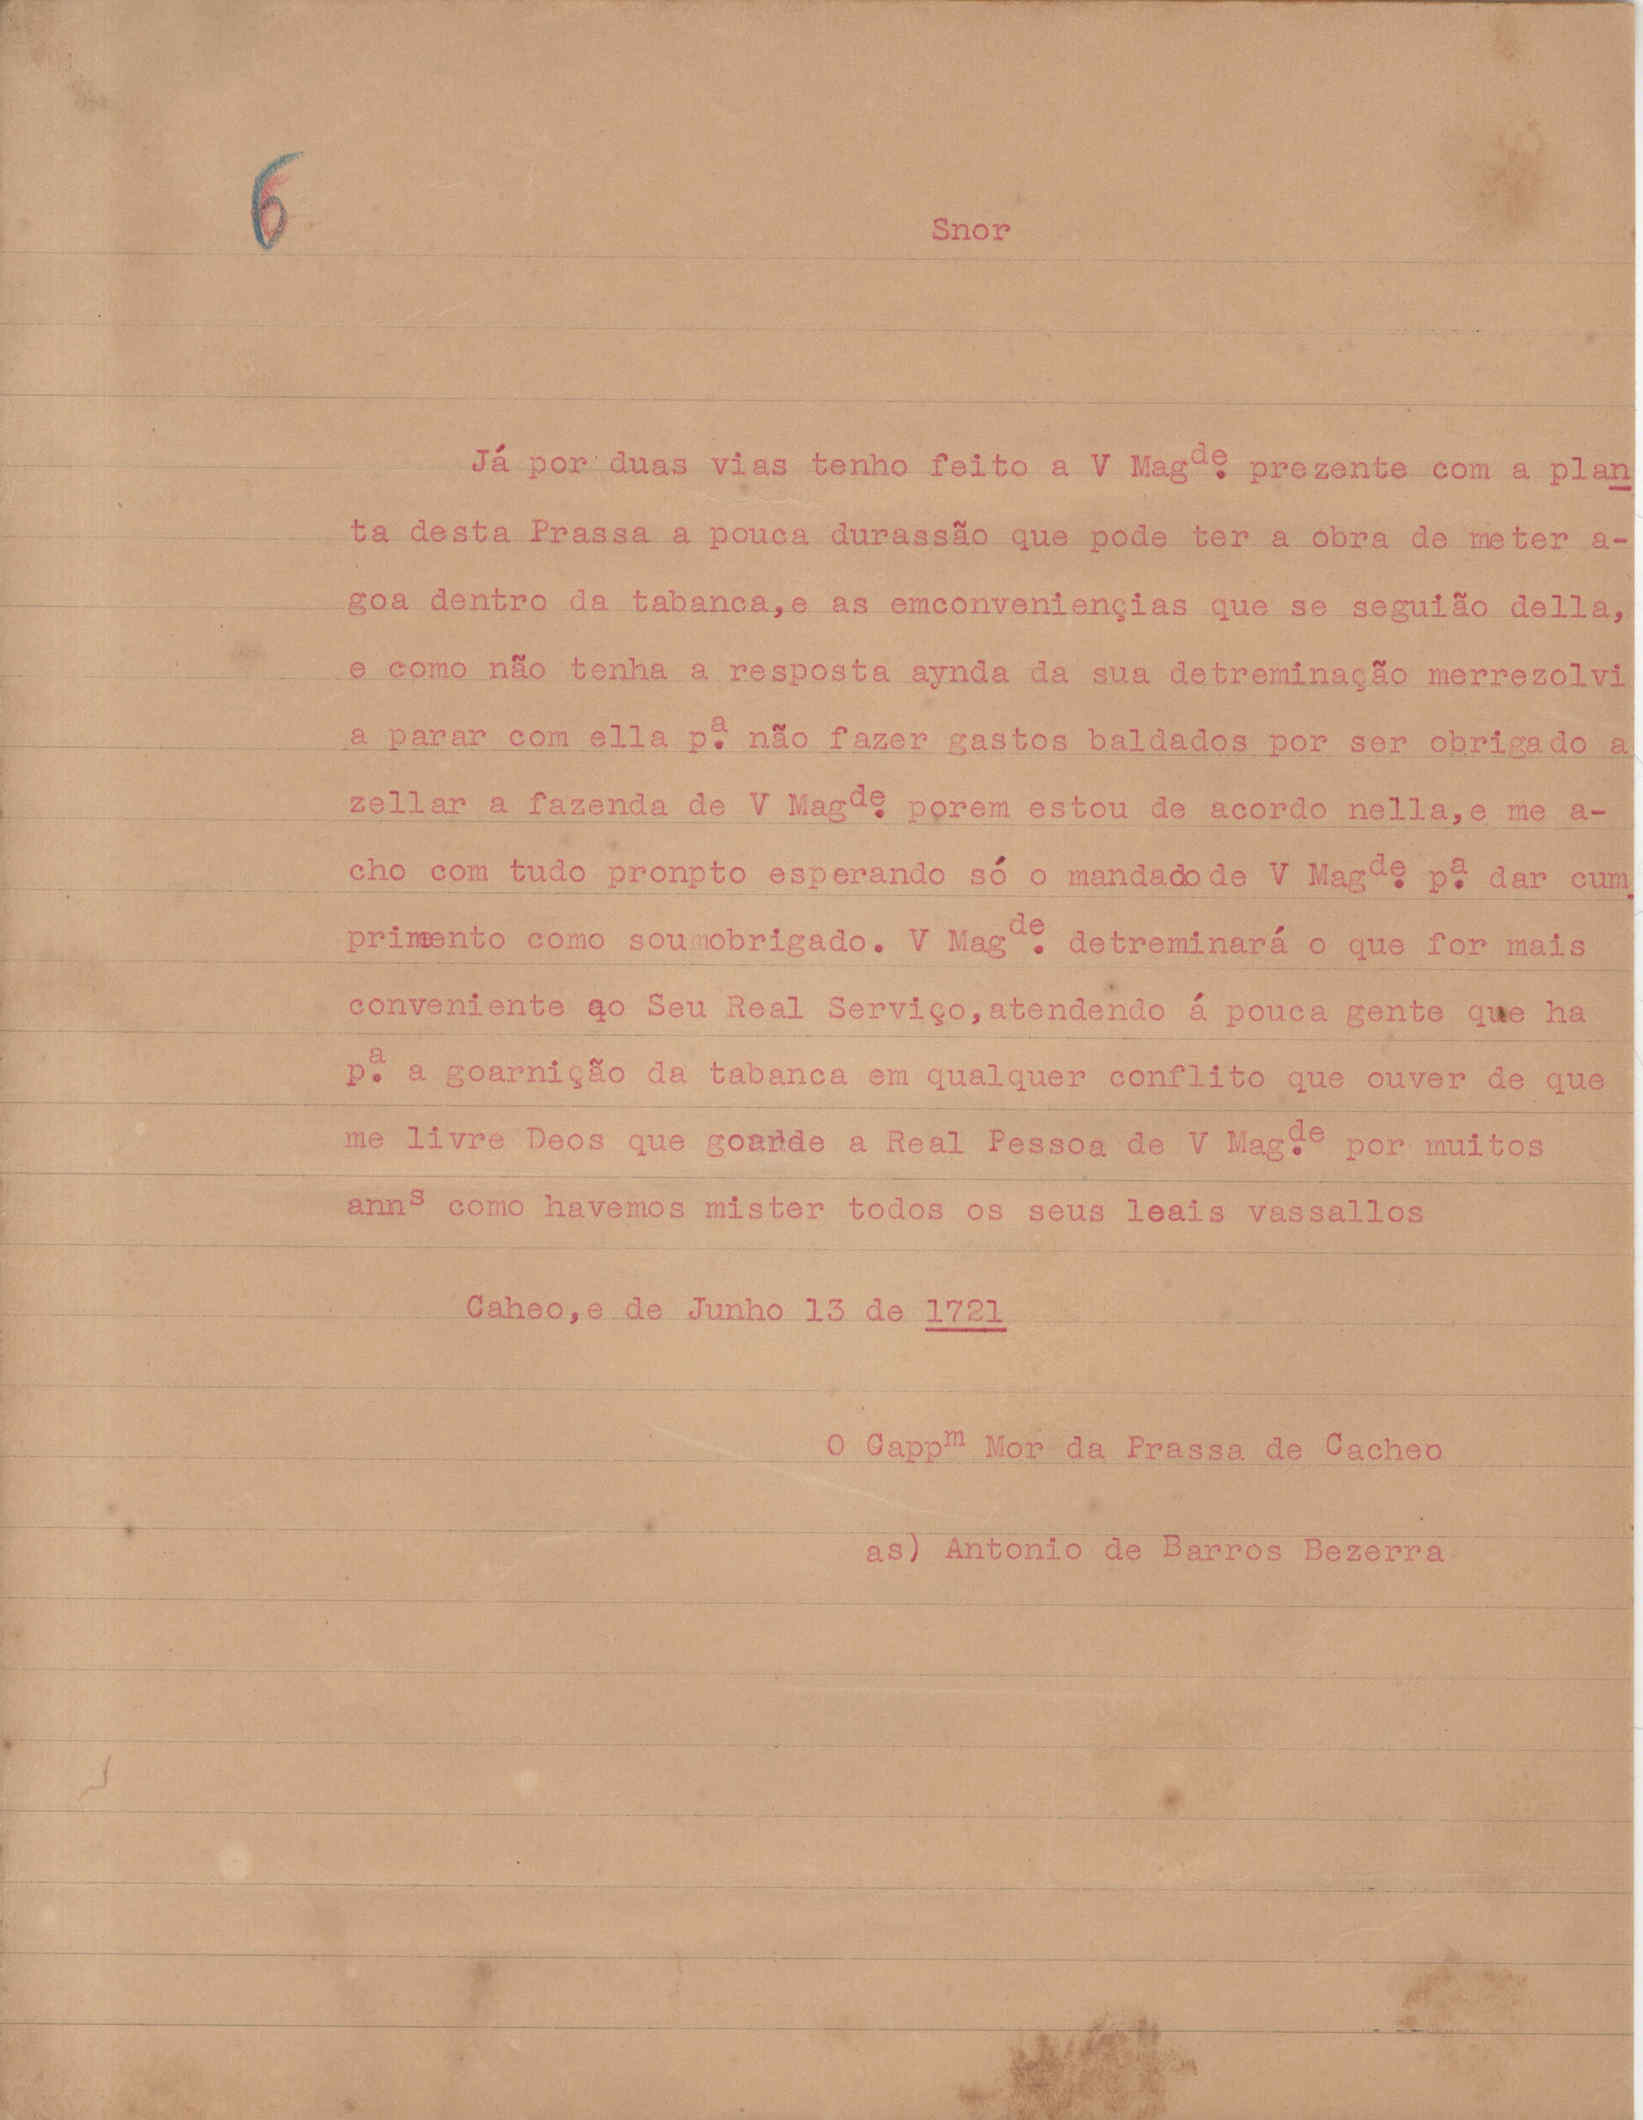 6
Snor
Já por duas vias tenho feito a V Magde. prezente com a plan
ta desta Prassa a pouca durassão que pode ter a obra de meter a-
goa dentro da tabanca,e as emconveniençias que se seguião della,
e como não tenha a resposta aynda da sua detreminação merrezolvi
a parar com ella pa. não fazer gastos baldados por ser obrigado a
zellar a fazenda de V Magde. porem estou de acordo nella,e me a-
cho com tudo pronpto esperando só o mandado de V Magde. pa. dar cum
primento como sou obrigado. V Magde. detreminará o que for mais
conveniente ao Seu Real Serviço,atendendo á pouca gente que ha
pa. a goarnição da tabanca em qualquer conflito que ouver de que
me livre Deos que goarde a Real Pessoa de V Mag.de por muitos
anns como havemos mister todos os seus leais vassallos
Caheo,e de Junho 13 de 1721
O Cappm Mor da Prassa de Cacheo
as) Antonio de Barros Bezerra